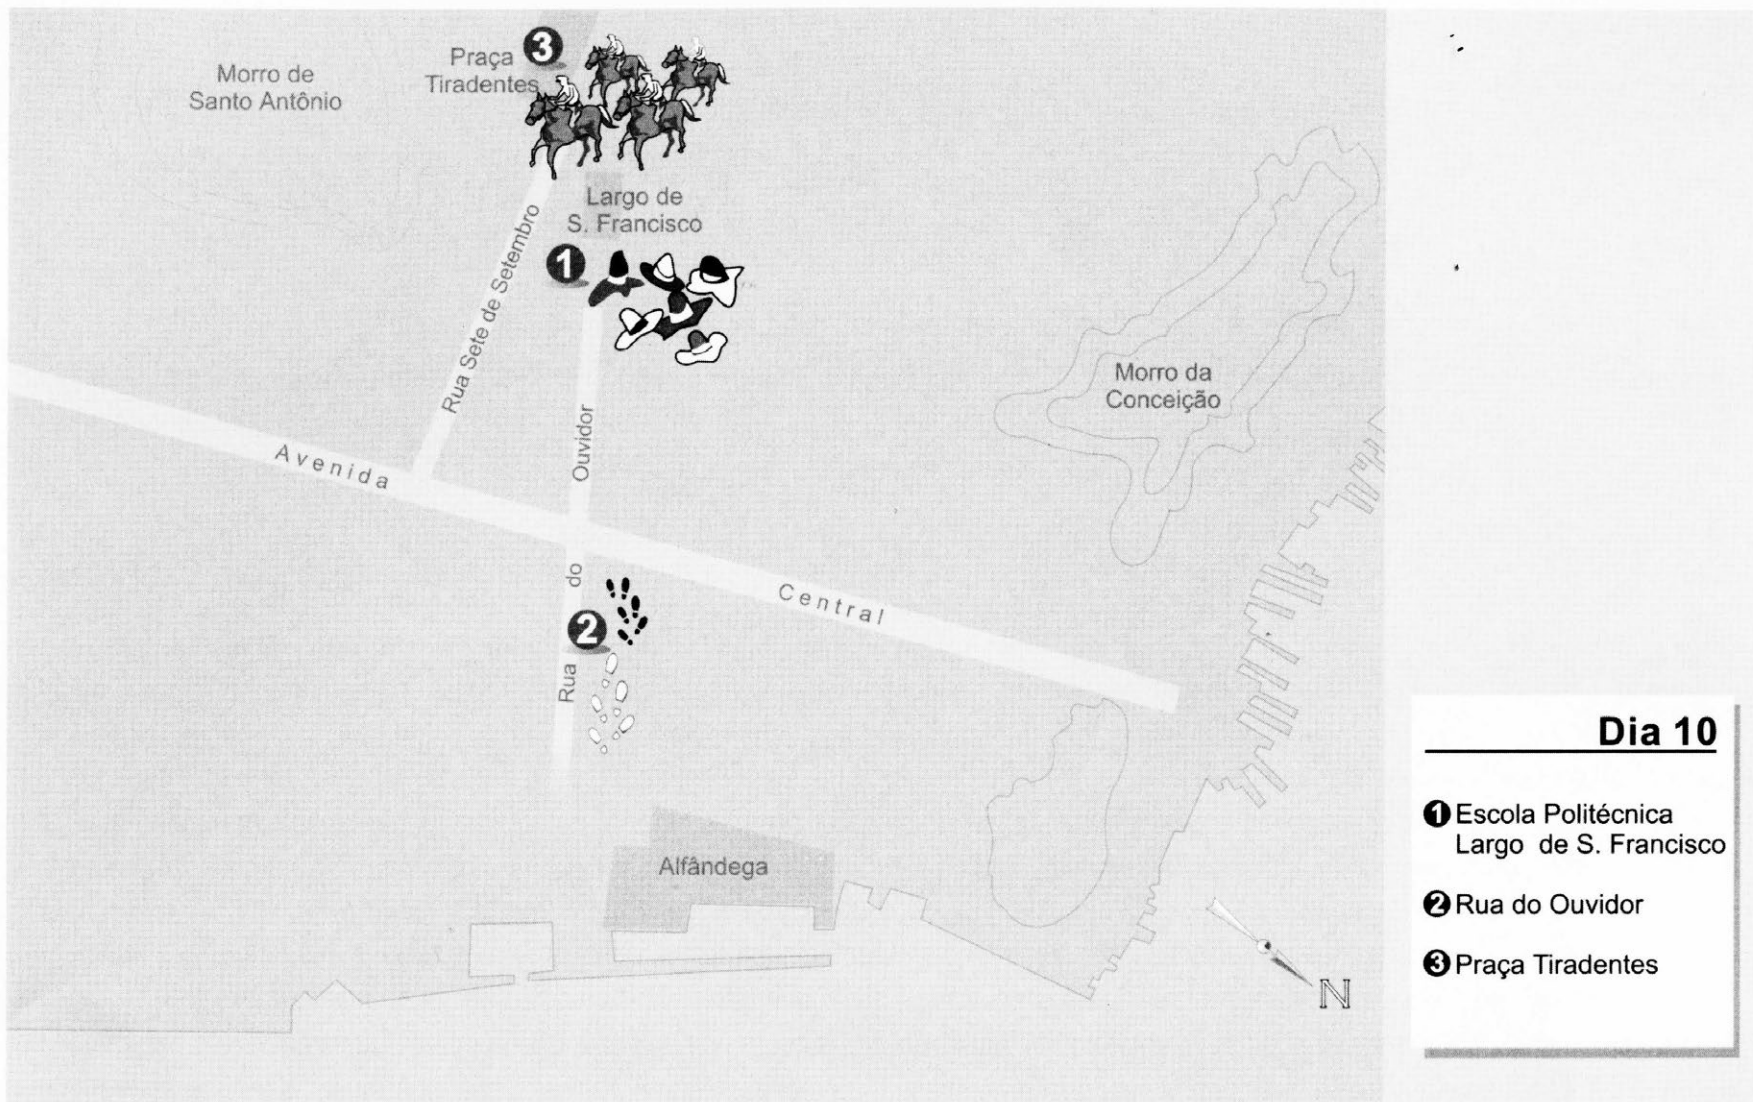 Morro de
Santo Antônio
Praça
Tiradentes
3
Largo de
S. Francisco
1
Rua Sete de Setembro
Rua do Ouvidor
2
Avenida Central
Morro da
Conceição
Alfândega
N
Dia 10
1 Escola Politécnica
Largo de S. Francisco
2 Rua do Ouvidor
3 Praça Tiradentes